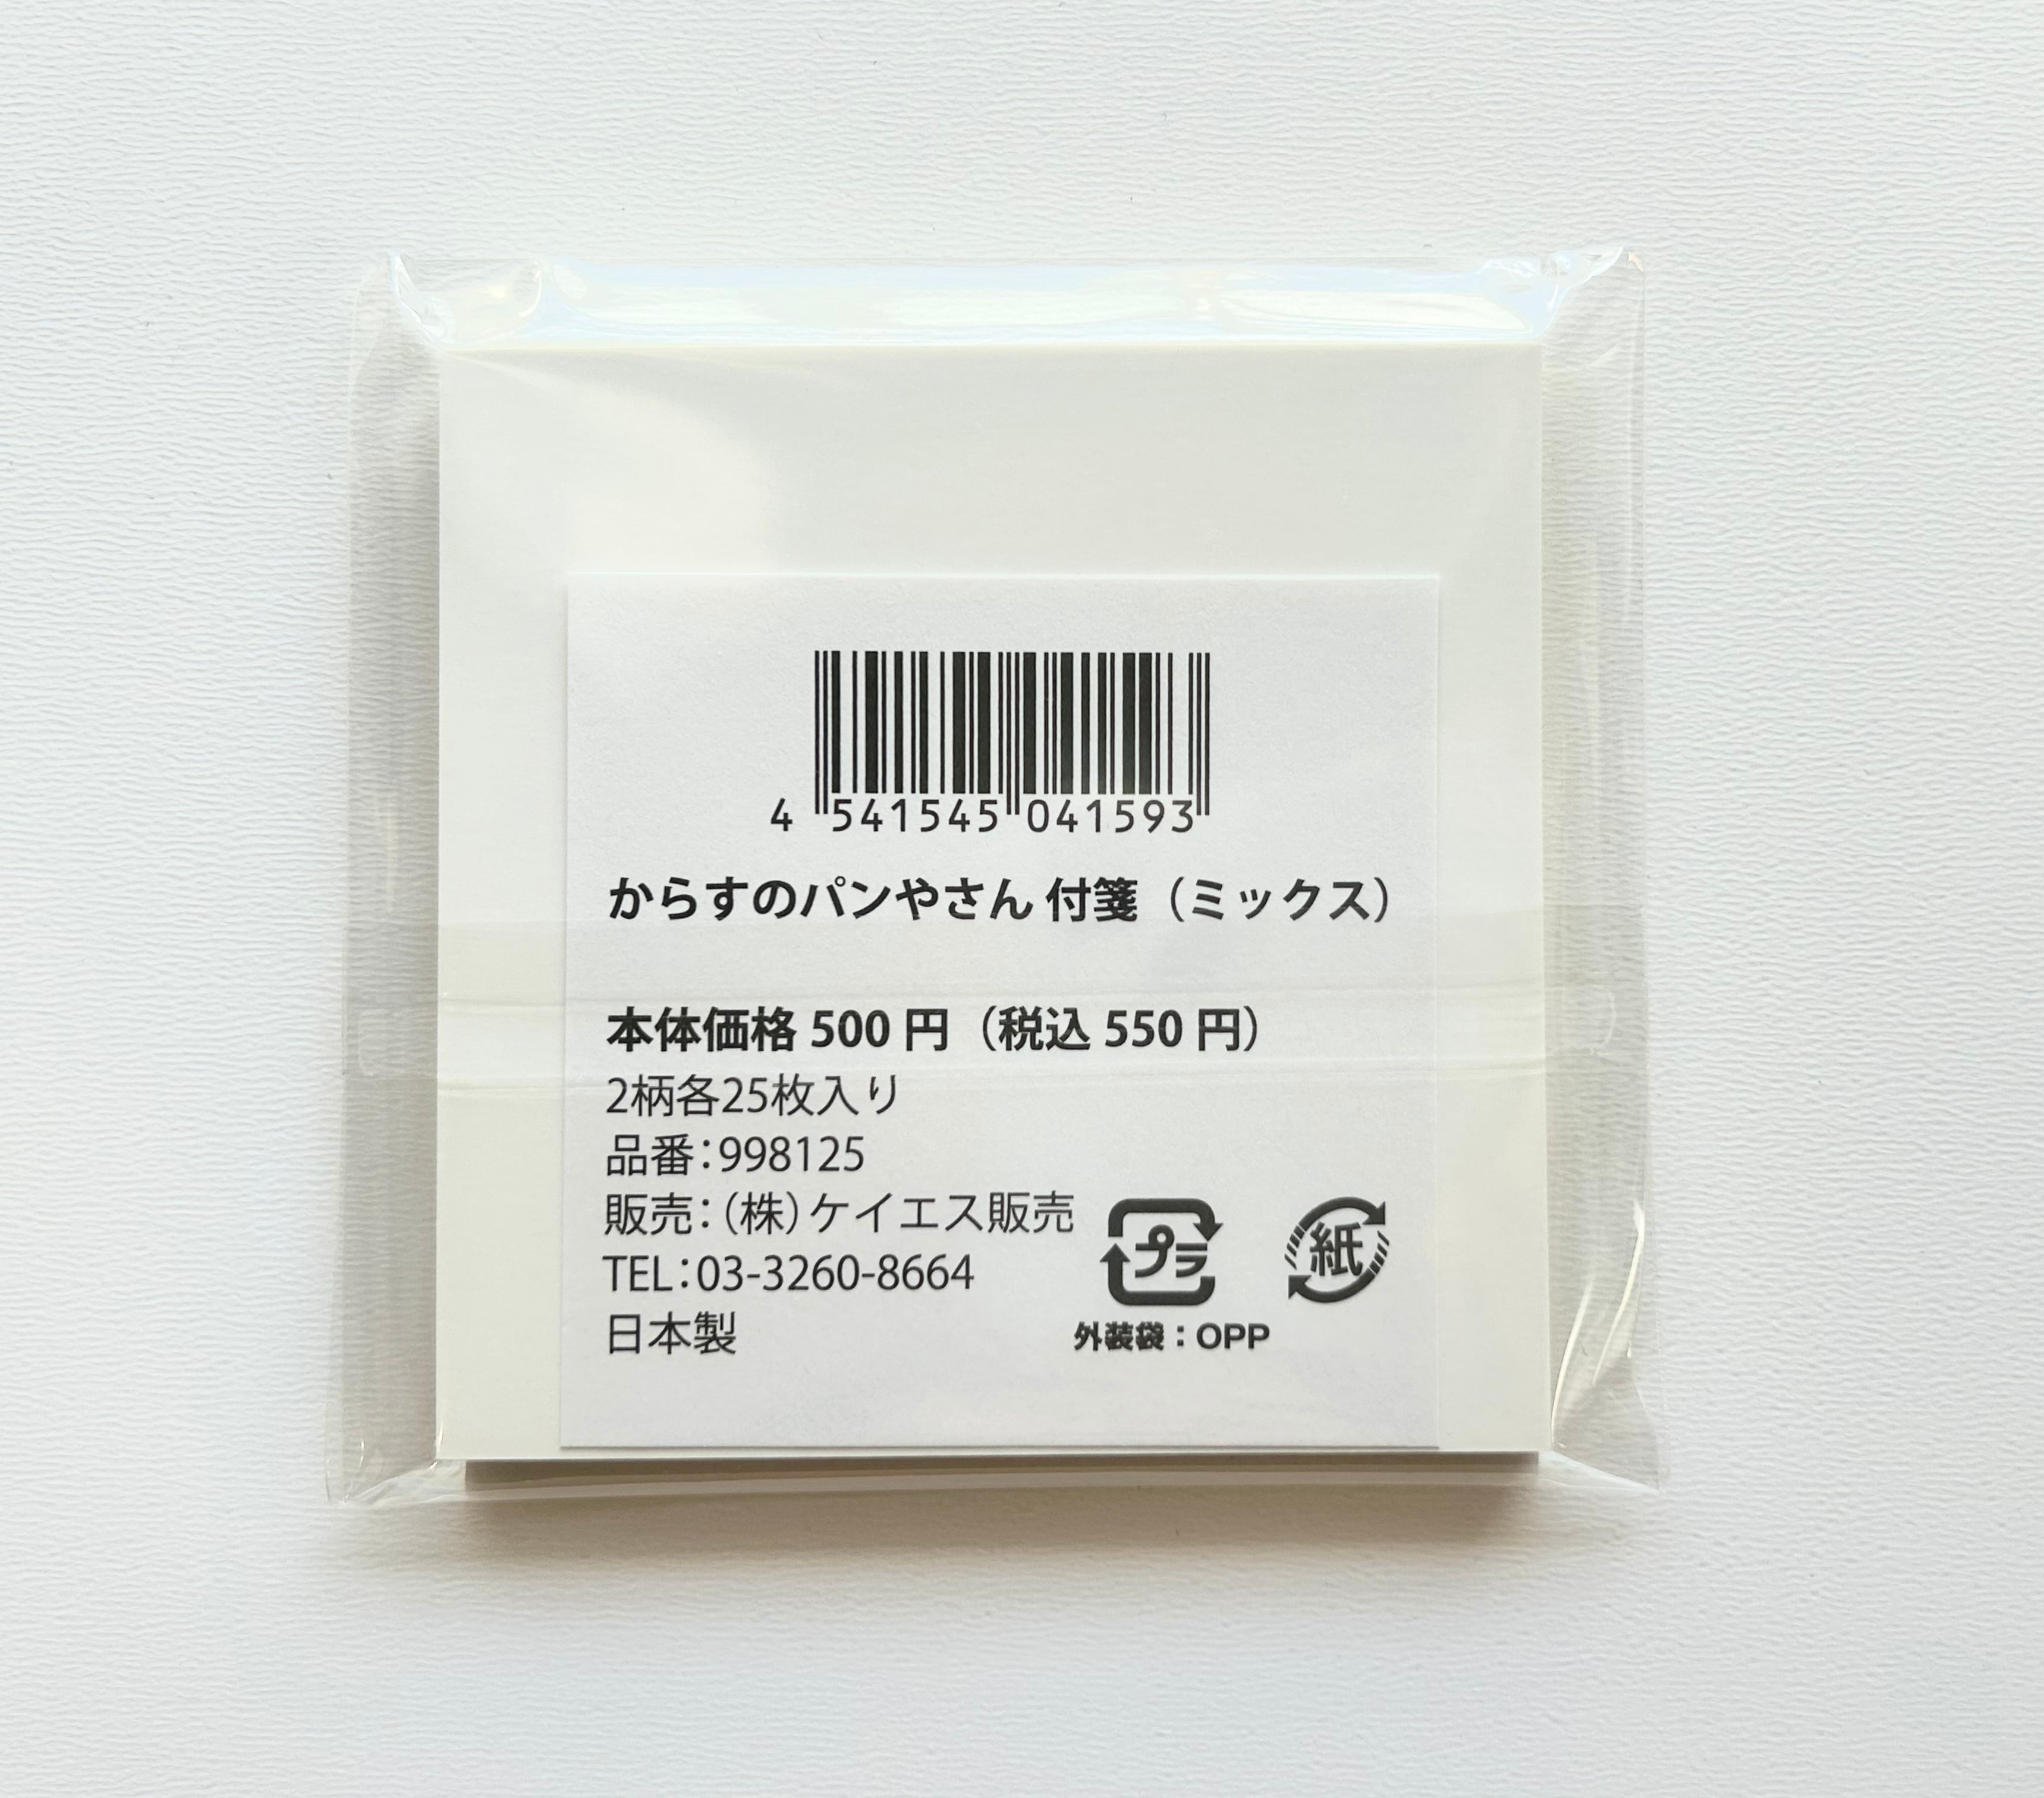 4 541545 041593
からすのパンやさん 付箋（ミックス）
本体価格 500 円（税込 550 円）
2柄各25枚入り
品番：998125
販売：（株）ケイエス販売
TEL：03-3260-8664
日本製
プラ
外装袋：OPP
紙